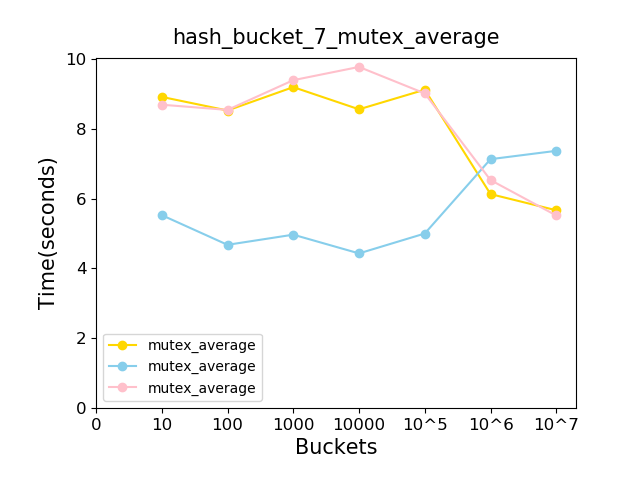 hash_bucket_7_mutex_average
Time(seconds)
10
8
6
4
2
0
mutex_average
mutex_average
mutex_average
0 10 100 1000 10000 10^5 10^6 10^7
Buckets